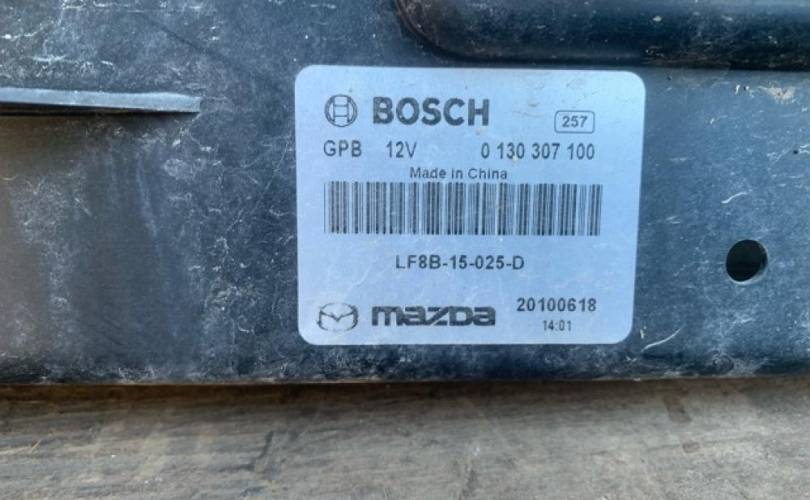 BOSCH 257
GPB 12V 0 130 307 100
Made in China
LF8B-15-025-D
mazda 20100618
14:01